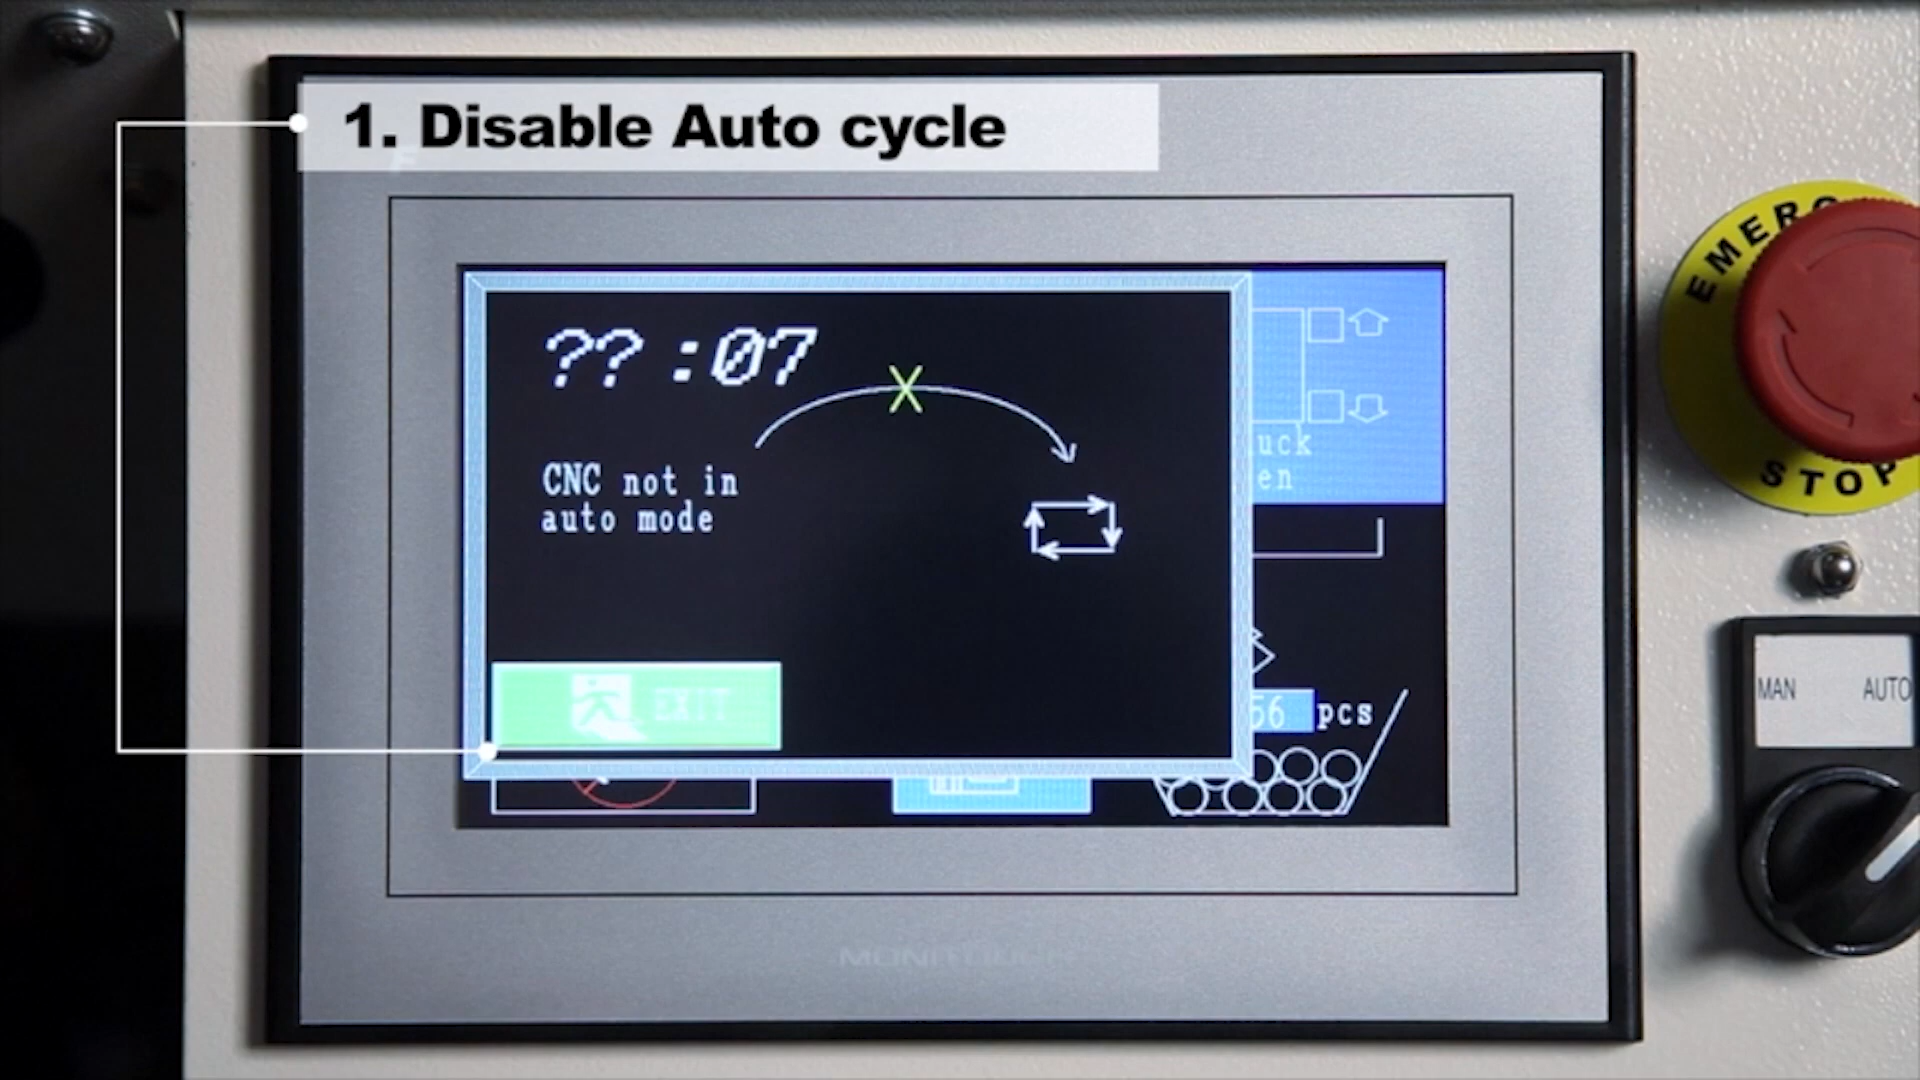 1. Disable Auto cycle
??:07
CNC not in
auto mode
EXIT
uck
en
56 pcs
EMERG
STOP
MAN AUTO